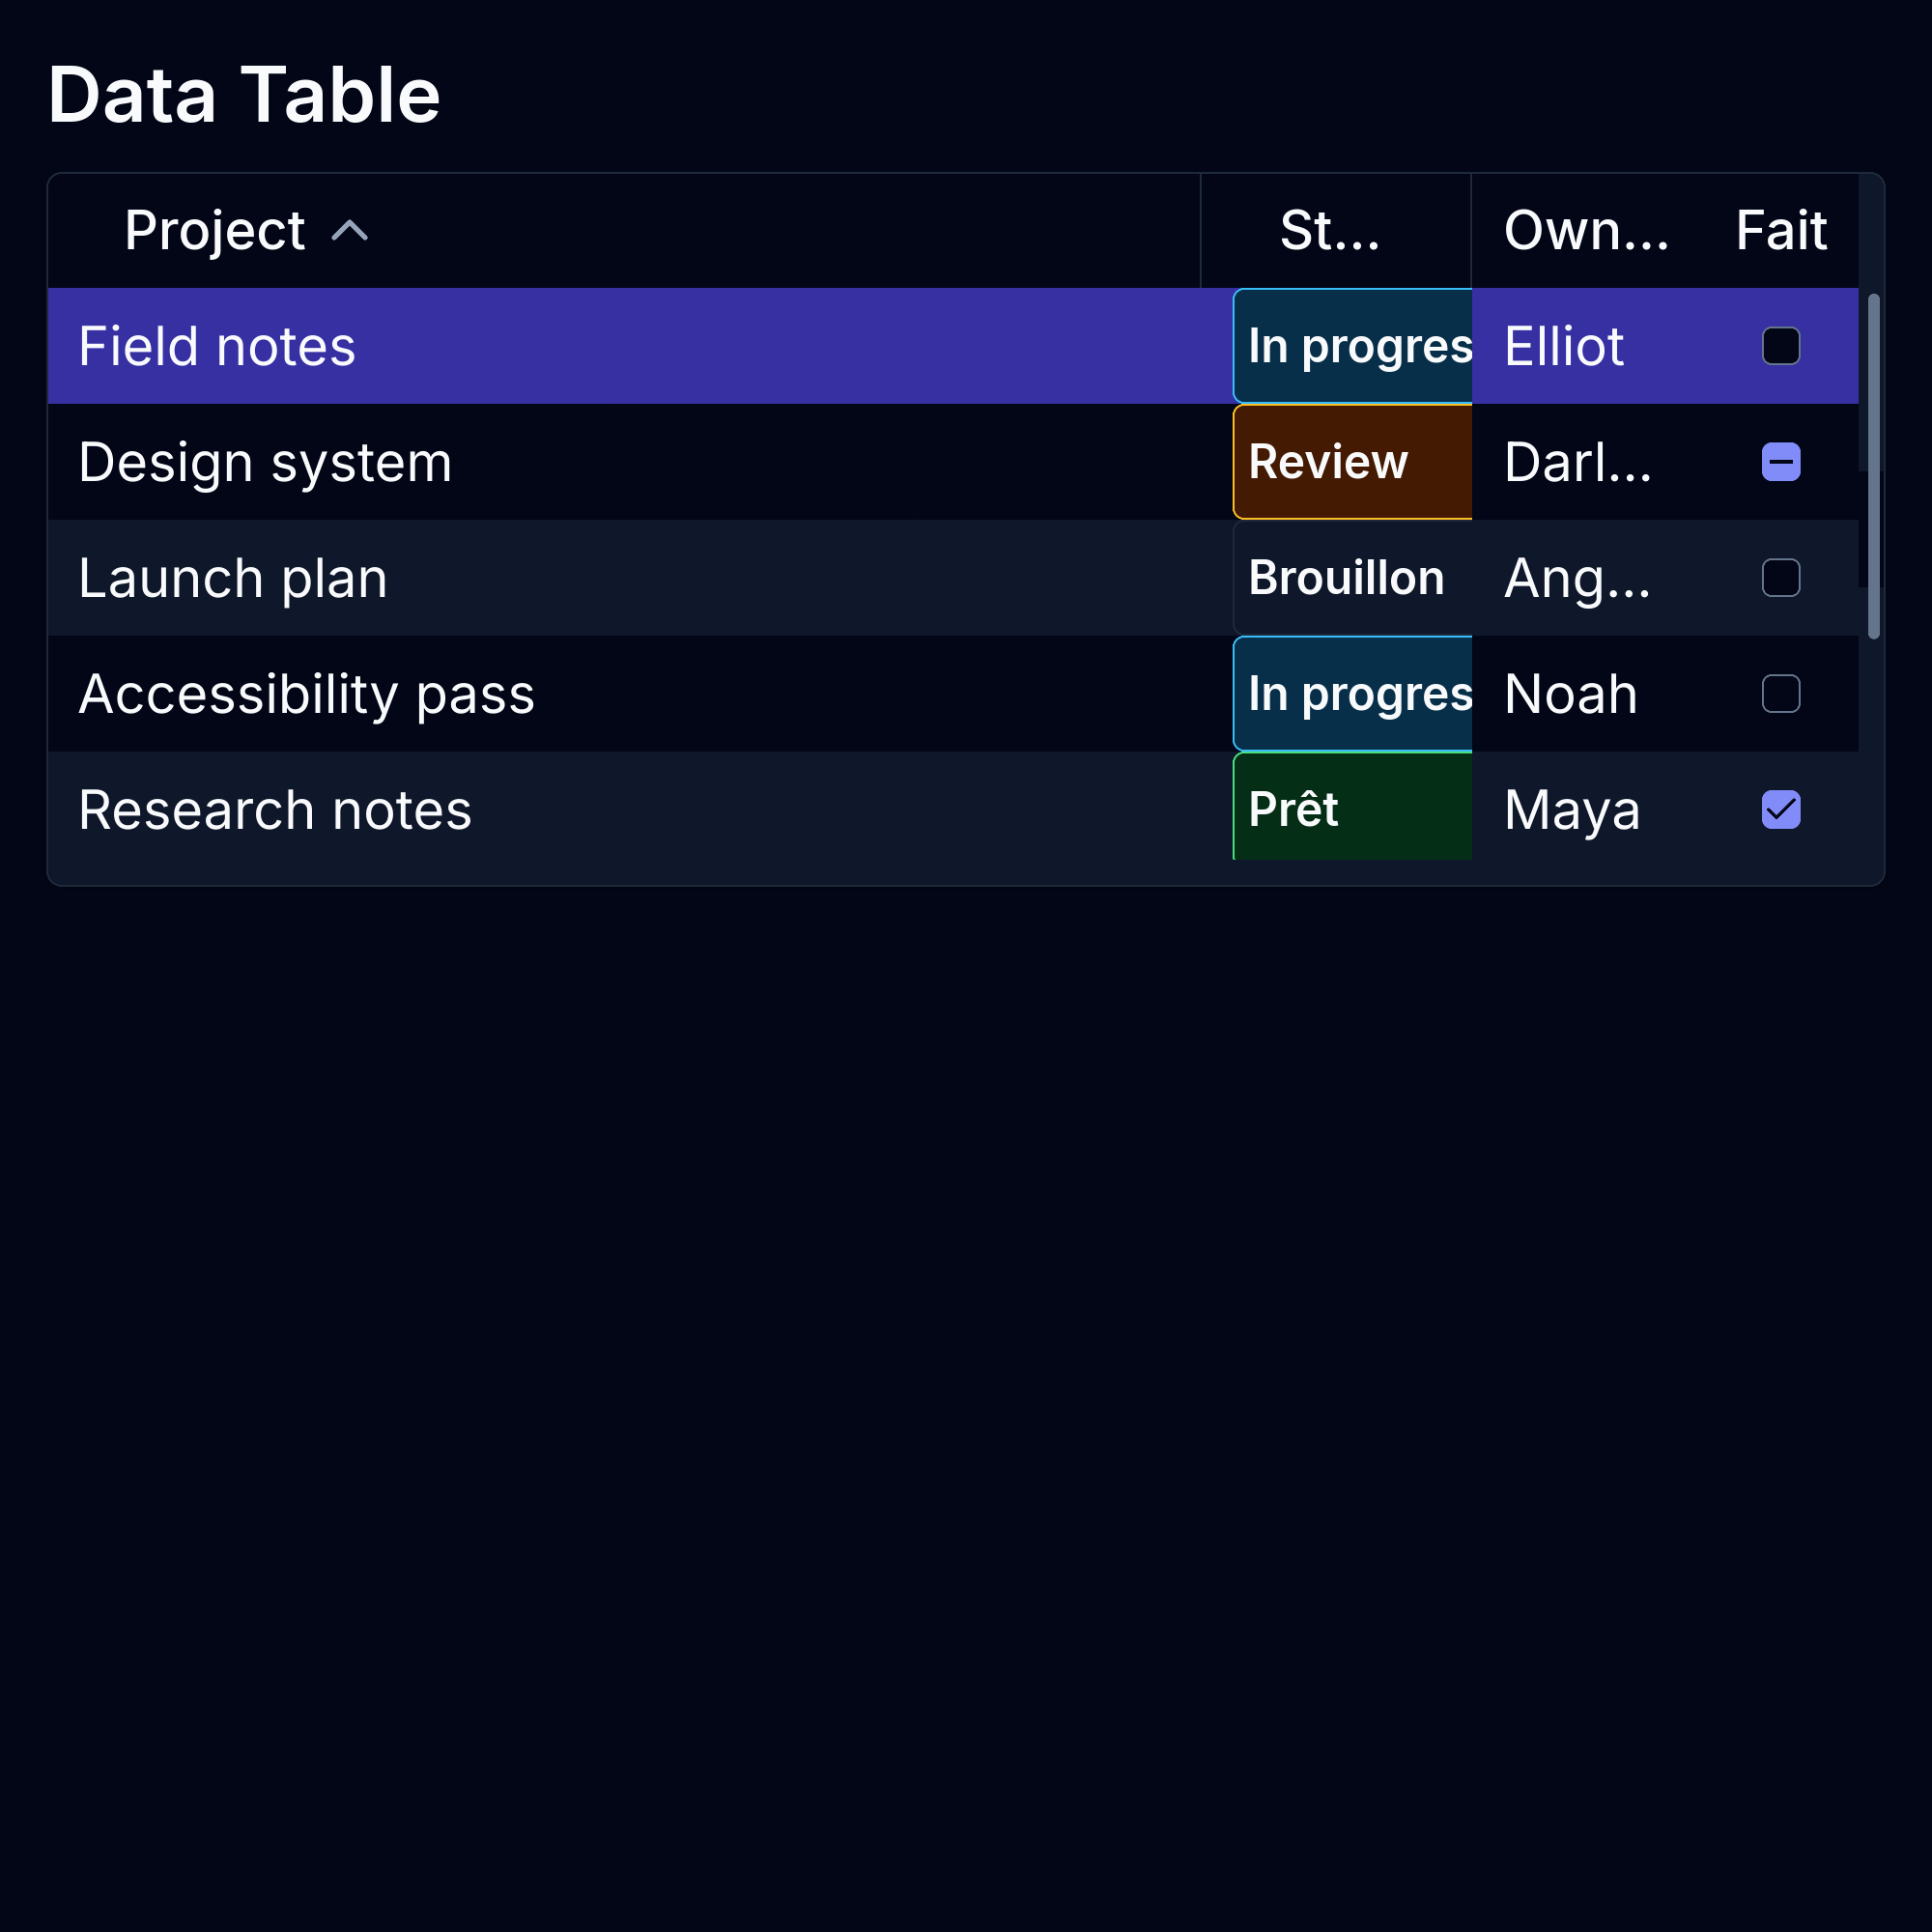 Data Table
Project St... Own... Fait
Field notes In progres Elliot
Design system Review Darl...
Launch plan Brouillon Ang...
Accessibility pass In progres Noah
Research notes Prêt Maya